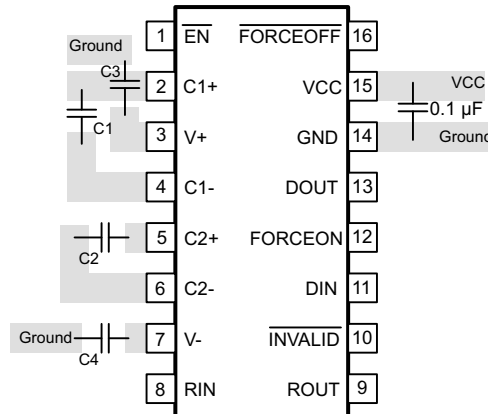 1 EN FORCEOFF 16
Ground
C3
2 C1+ VCC 15 VCC
C1
0.1 µF
3 V+ GND 14 Ground
4 C1- DOUT 13
5 C2+ FORCEON 12
C2
6 C2- DIN 11
Ground
7 V- INVALID 10
C4
8 RIN ROUT 9